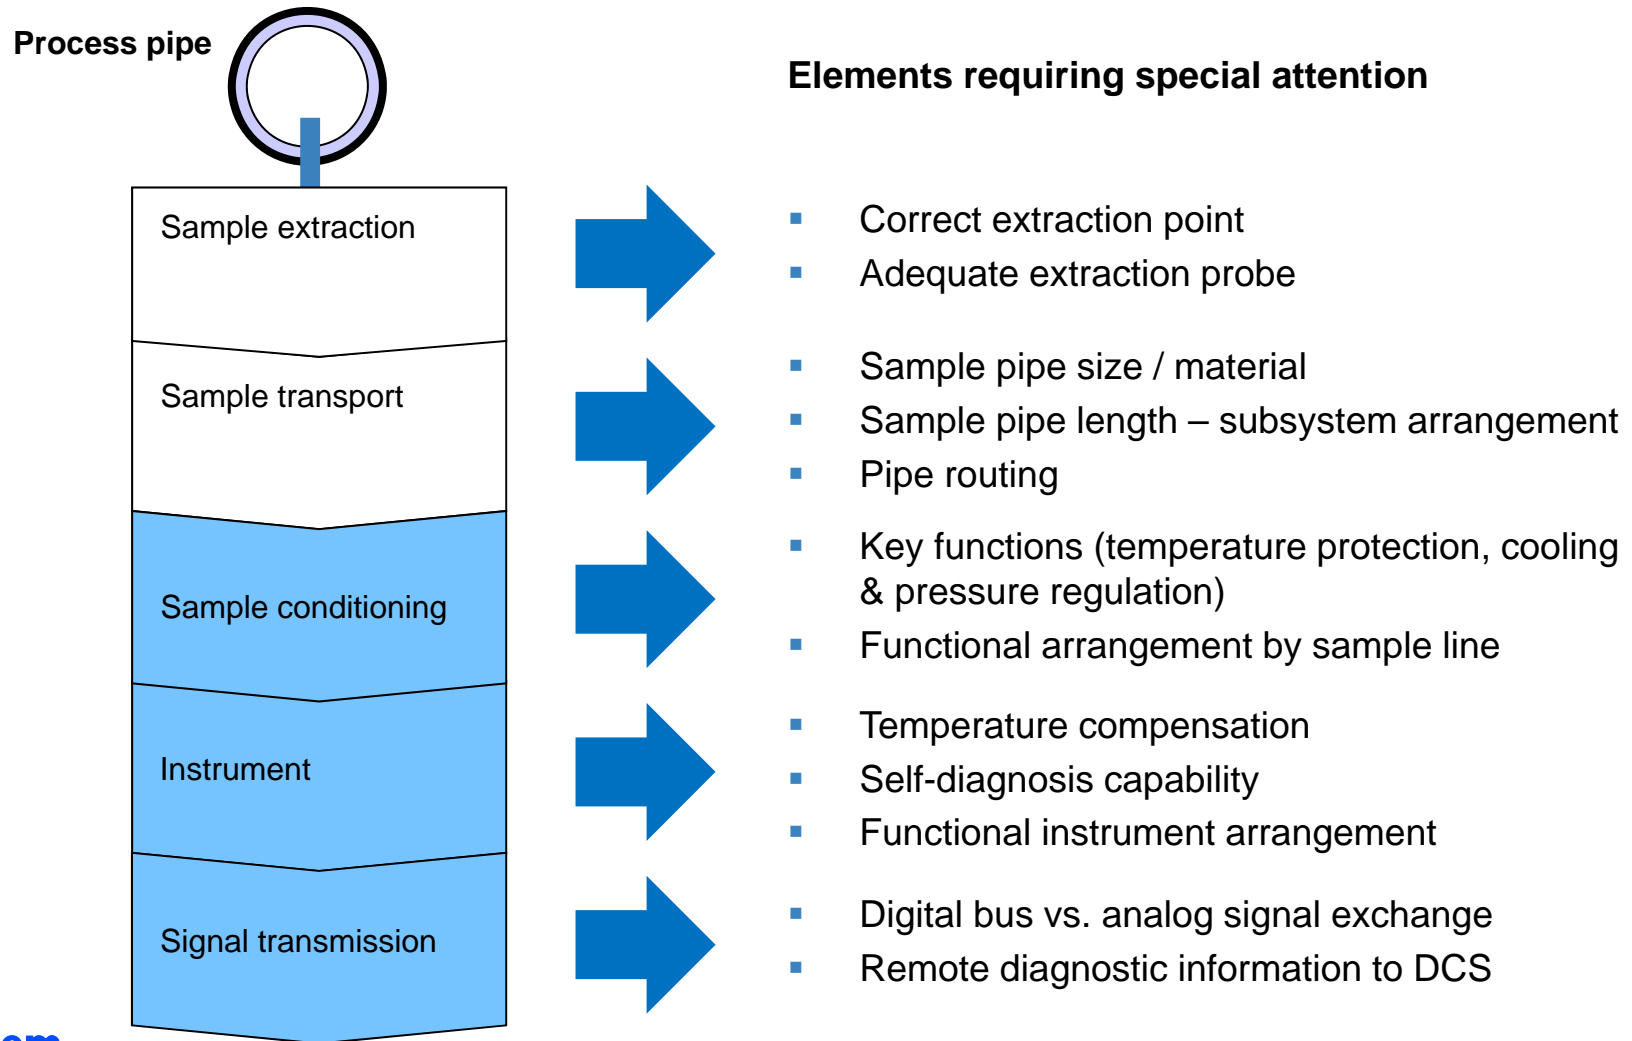 Process pipe
Elements requiring special attention
Sample extraction
▪ Correct extraction point
▪ Adequate extraction probe
Sample transport
▪ Sample pipe size / material
▪ Sample pipe length – subsystem arrangement
▪ Pipe routing
Sample conditioning
▪ Key functions (temperature protection, cooling
& pressure regulation)
▪ Functional arrangement by sample line
Instrument
▪ Temperature compensation
▪ Self-diagnosis capability
▪ Functional instrument arrangement
Signal transmission
▪ Digital bus vs. analog signal exchange
▪ Remote diagnostic information to DCS